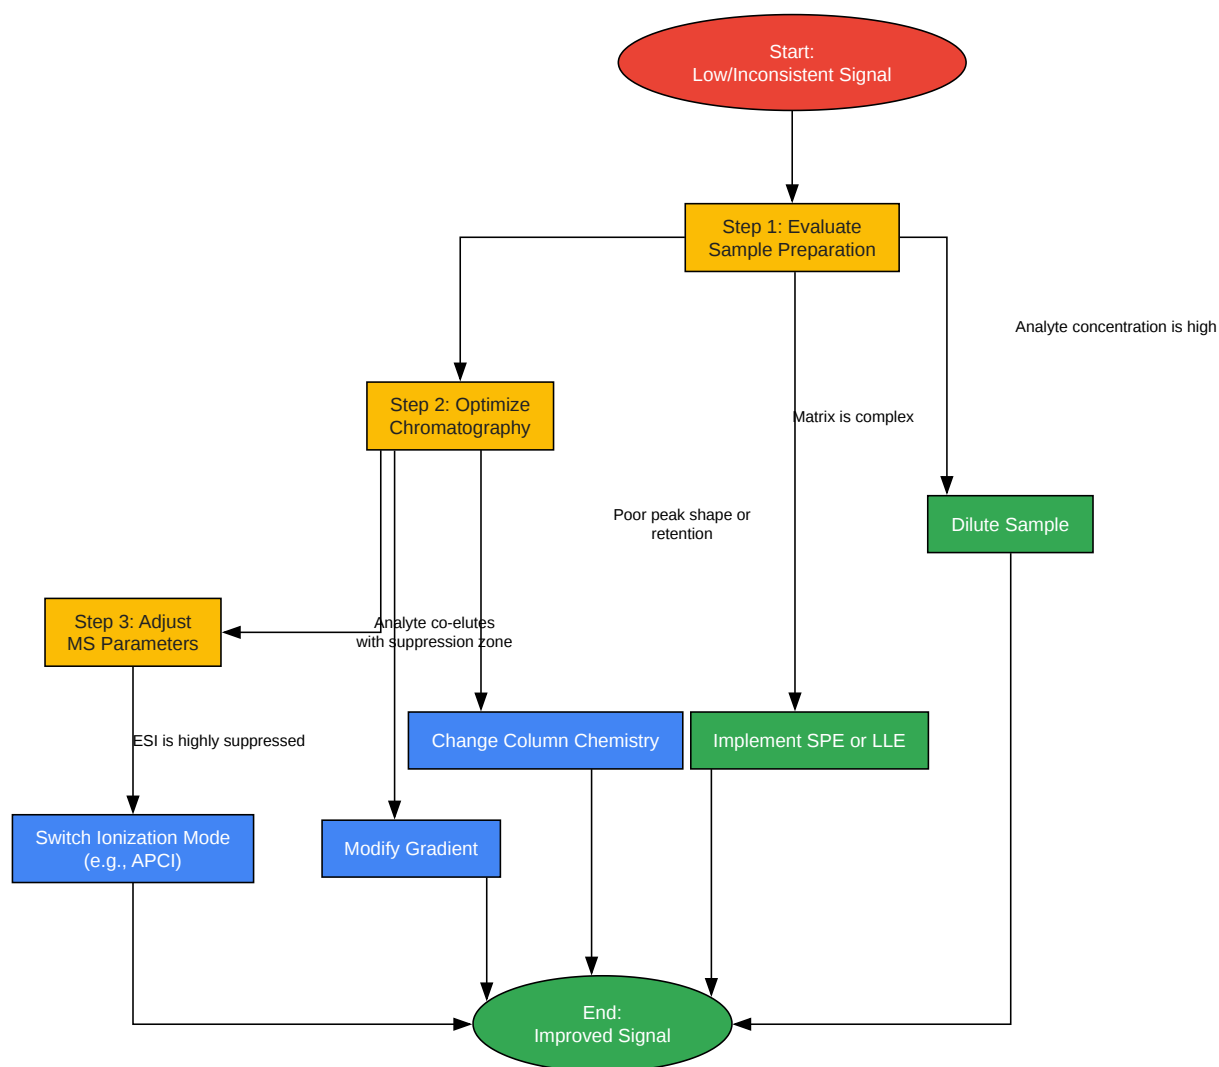 Start:
Low/Inconsistent Signal
Step 1: Evaluate
Sample Preparation
Analyte concentration is high
Step 2: Optimize
Chromatography
Matrix is complex
Poor peak shape or
retention
Dilute Sample
Step 3: Adjust
MS Parameters
Analyte co-elutes
with suppression zone
ESI is highly suppressed
Change Column Chemistry
Implement SPE or LLE
Switch Ionization Mode
(e.g., APCI)
Modify Gradient
End:
Improved Signal